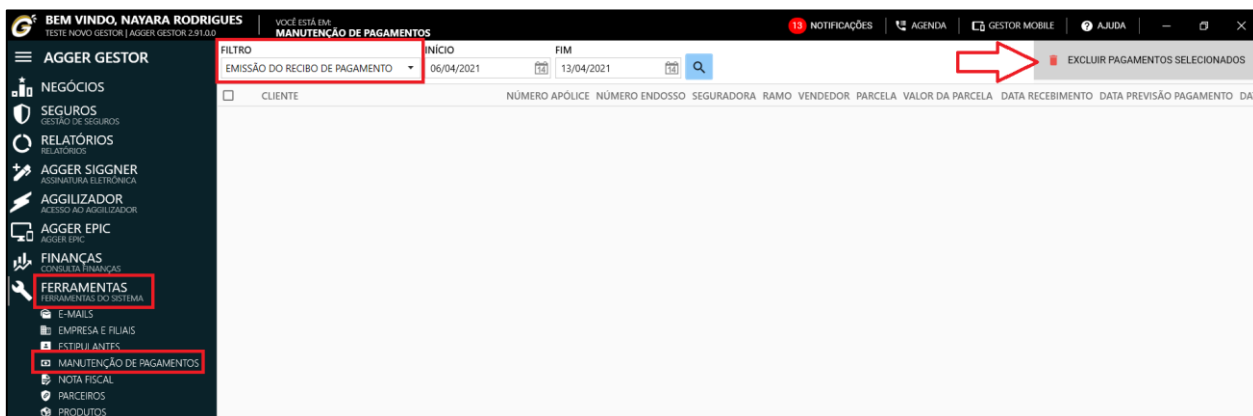 BEM VINDO, NAYARA RODRIGUES
TESTE NOVO GESTOR | AGGER GESTOR 2.91.0.0
VOCÊ ESTÁ EM:
MANUTENÇÃO DE PAGAMENTOS
13 NOTIFICAÇÕES
AGENDA
GESTOR MOBILE
AJUDA
AGGER GESTOR
NEGÓCIOS
SEGUROS
GESTÃO DE SEGUROS
RELATÓRIOS
RELATÓRIOS
AGGER SIGGNER
ASSINATURA ELETRÔNICA
AGGILIZADOR
ACESSO AO AGGILIZADOR
AGGER EPIC
AGGER EPIC
FINANÇAS
CONSULTA FINANÇAS
FERRAMENTAS
FERRAMENTAS DO SISTEMA
E-MAILS
EMPRESA E FILIAIS
ESTIPULANTES
MANUTENÇÃO DE PAGAMENTOS
NOTA FISCAL
PARCEIROS
PRODUTOS
FILTRO INÍCIO FIM
EMISSÃO DO RECIBO DE PAGAMENTO 06/04/2021 14 13/04/2021 14
EXCLUIR PAGAMENTOS SELECIONADOS
CLIENTE NÚMERO APÓLICE NÚMERO ENDOSSO SEGURADORA RAMO VENDEDOR PARCELA VALOR DA PARCELA DATA RECEBIMENTO DATA PREVISÃO PAGAMENTO DA